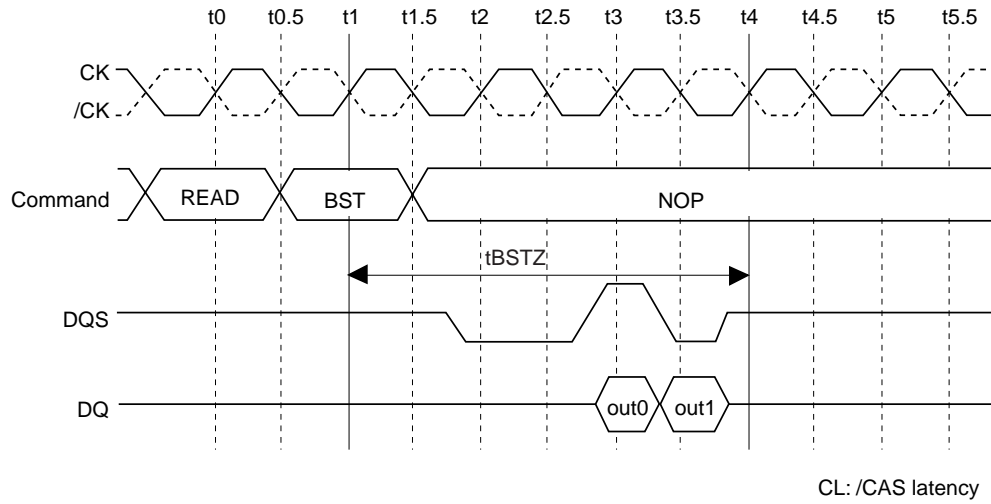 t0 t0.5 t1 t1.5 t2 t2.5 t3 t3.5 t4 t4.5 t5 t5.5
CK
/CK
Command READ BST NOP
tBSTZ
DQS
DQ out0 out1
CL: /CAS latency